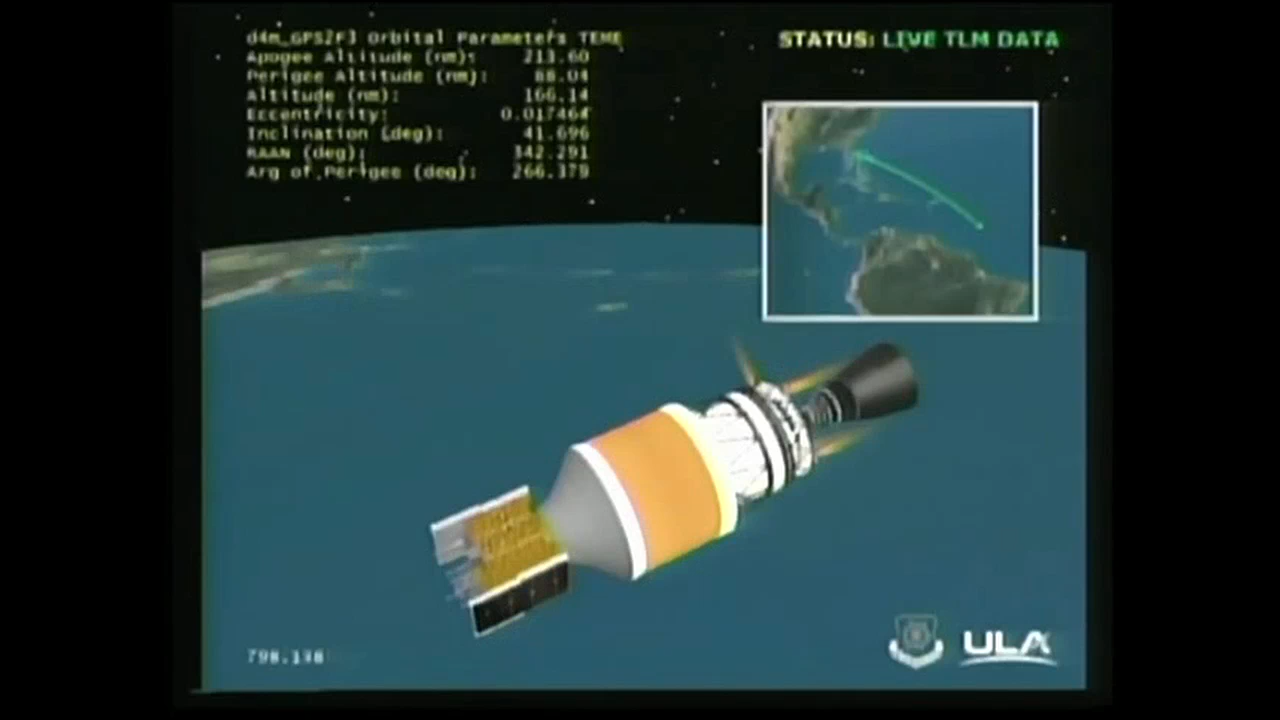 d4m_GPS2F3 Orbital Parameters TEME
Apogee Altitude (nm): 213.60
Perigee Altitude (nm): 88.04
Altitude (nm): 166.14
Eccentricity: 0.017464
Inclination (deg): 41.696
RAAN (deg): 342.291
Arg of Perigee (deg): 266.379
STATUS: LIVE TLM DATA
ULA